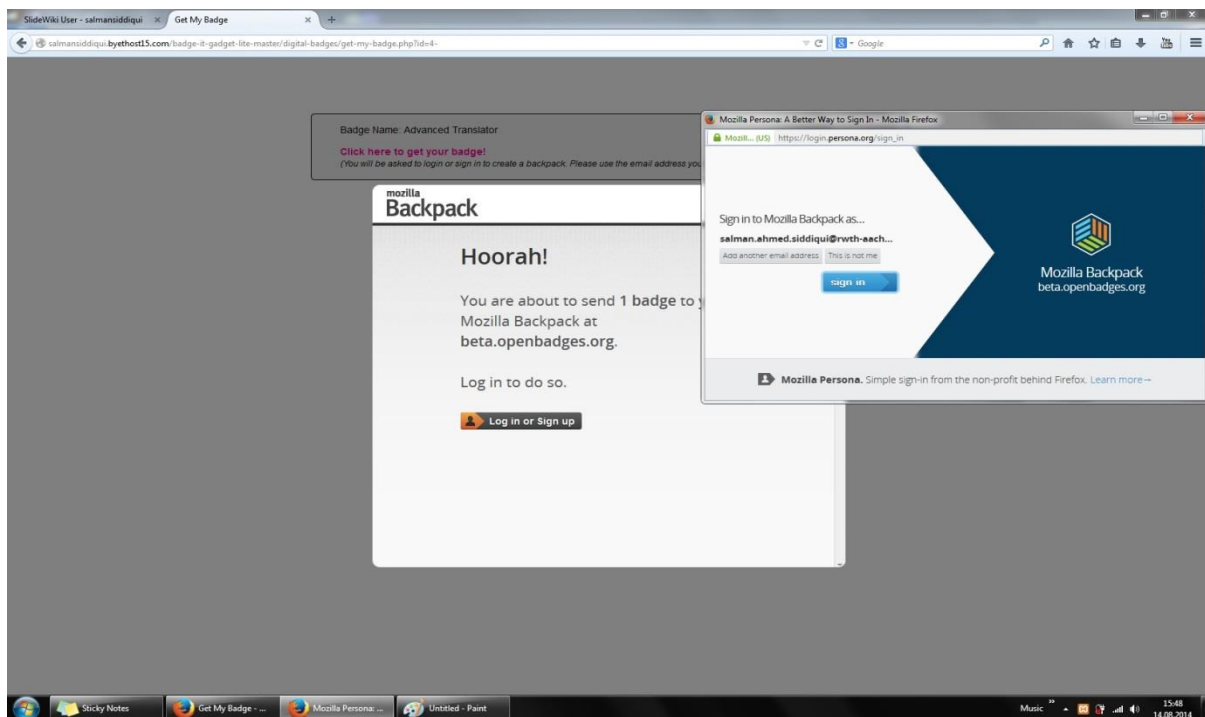 SlideWiki User - salmansiddiqui
Get My Badge
salmansiddiqui.byethost15.com/badge-it-gadget-lite-master/digital-badges/get-my-badge.php?id=4-
Google
Badge Name: Advanced Translator
Click here to get your badge!
(You will be asked to login or sign in to create a backpack. Please use the email address you
mozilla
Backpack
Hoorah!
You are about to send 1 badge to
Mozilla Backpack at
beta.openbadges.org.
Log in to do so.
Log in or Sign up
Mozilla Persona: A Better Way to Sign In - Mozilla Firefox
Mozill... (US) https://login.persona.org/sign_in
Sign in to Mozilla Backpack as...
salman.ahmed.siddiqui@rwth-aach...
Add another email address This is not me
sign in
Mozilla Backpack
beta.openbadges.org
Mozilla Persona. Simple sign-in from the non-profit behind Firefox. Learn more→
Sticky Notes
Get My Badge - ...
Mozilla Persona: ...
Untitled - Paint
Music
15:48
14.08.2014